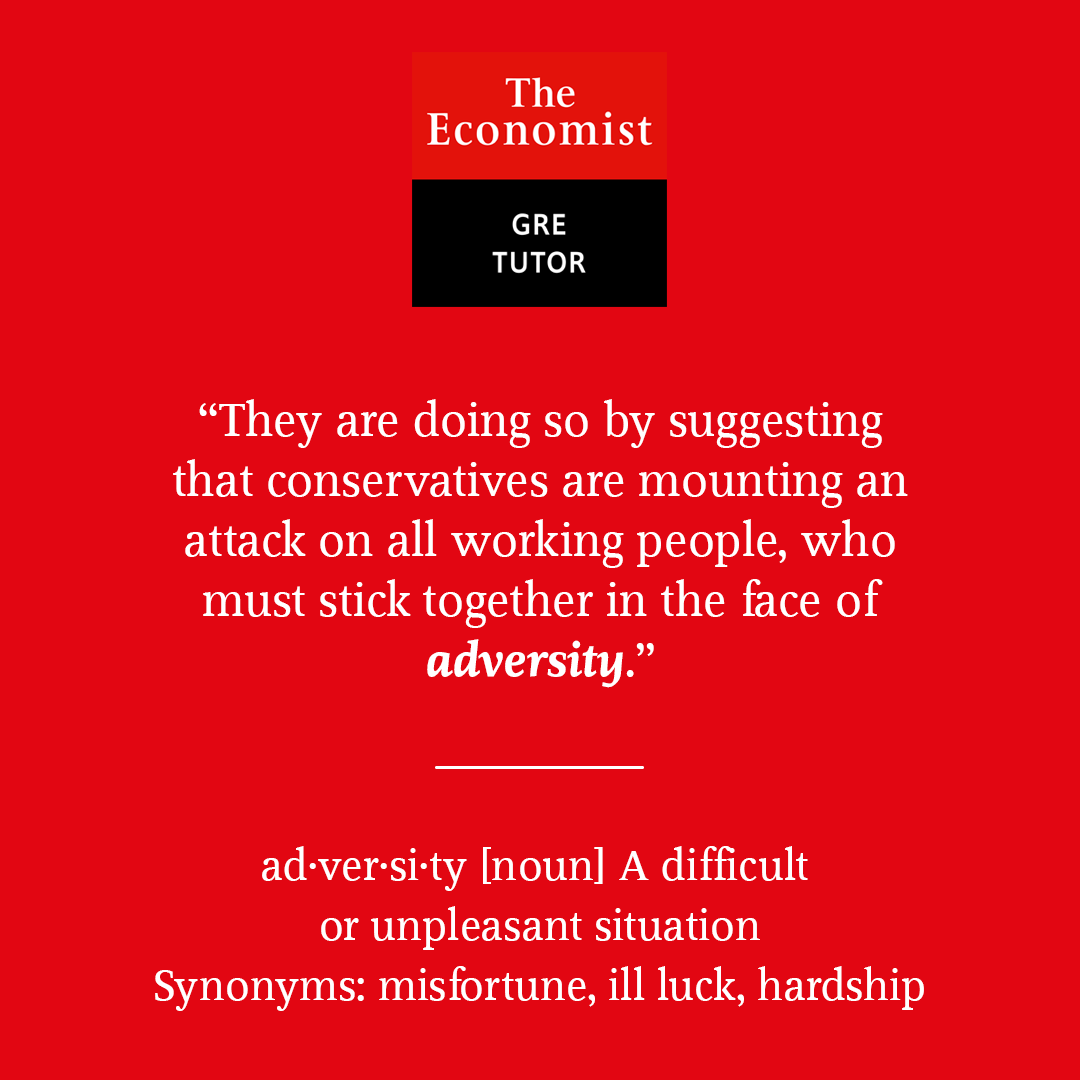 The
Economist
GRE
TUTOR
“They are doing so by suggesting
that conservatives are mounting an
attack on all working people, who
must stick together in the face of
adversity.”
ad·ver·si·ty [noun] A difficult
or unpleasant situation
Synonyms: misfortune, ill luck, hardship